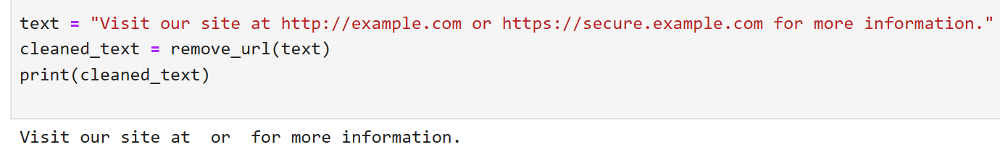 text = "Visit our site at http://example.com or https://secure.example.com for more information."
cleaned_text = remove_url(text)
print(cleaned_text)
Visit our site at  or  for more information.